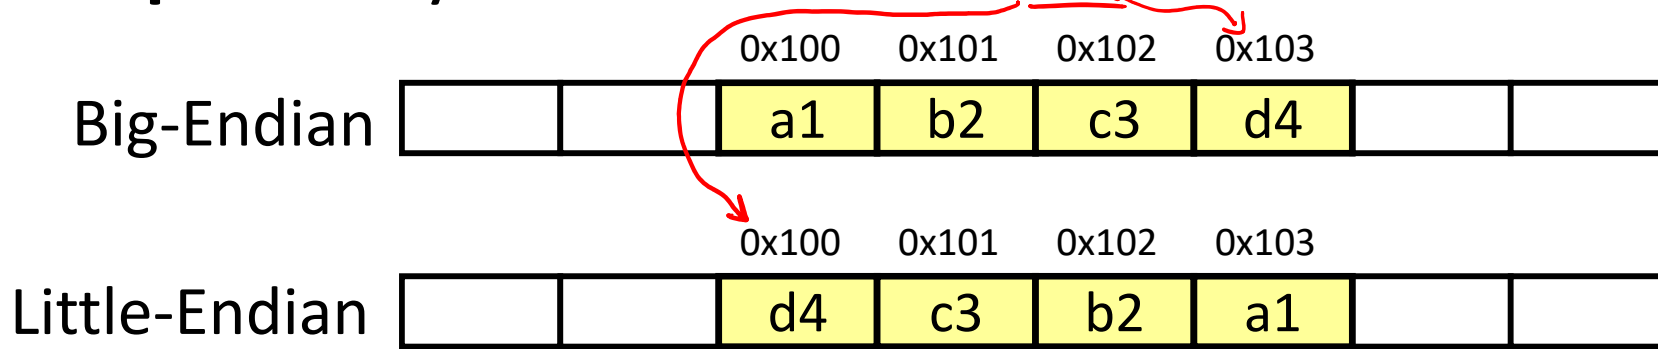 0x100 0x101 0x102 0x103
Big-Endian a1 b2 c3 d4
0x100 0x101 0x102 0x103
Little-Endian d4 c3 b2 a1